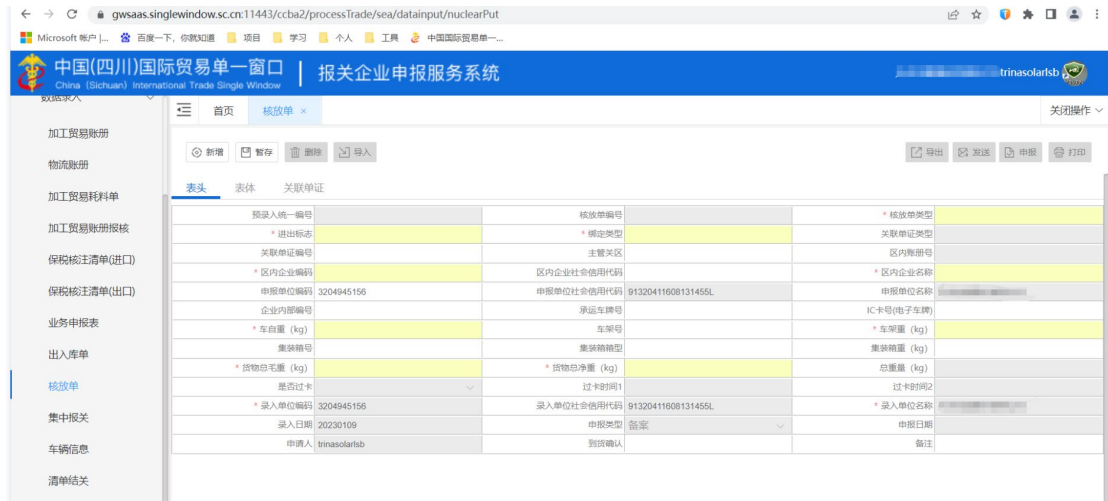 gwsaas.singlewindow.sc.cn:11443/ccba2/processTrade/sea/datainput/nuclearPut
Microsoft 帐户 |... 百度一下，你就知道 项目 学习 个人 工具 中国国际贸易单一...
中国(四川)国际贸易单一窗口 | 报关企业申报服务系统
China (Sichuan) International Trade Single Window
trinasolarlsb
数据录入
首页 核放单 × 关闭操作
加工贸易账册
物流账册
加工贸易耗料单
加工贸易账册报核
保税核注清单(进口)
保税核注清单(出口)
业务申报表
出入库单
核放单
集中报关
车辆信息
清单结关
新增 暂存 删除 导入 导出 发送 申报 打印
表头 表体 关联单证
预录入统一编号 核放单编号 * 核放单类型
* 进出标志 * 绑定类型 关联单证类型
关联单证编号 主管关区 区内账册号
* 区内企业编码 区内企业社会信用代码 * 区内企业名称
申报单位编码 3204945156 申报单位社会信用代码 91320411608131455L 申报单位名称
企业内部编号 承运车牌号 IC卡号(电子车牌)
* 车自重（kg） 车架号 * 车架重（kg）
集装箱号 集装箱箱型 集装箱重（kg）
* 货物总毛重（kg） * 货物总净重（kg） 总重量（kg）
是否过卡 过卡时间1 过卡时间2
* 录入单位编码 3204945156 录入单位社会信用代码 91320411608131455L * 录入单位名称
录入日期 20230109 申报类型 备案 申报日期
申请人 trinasolarlsb 到货确认 备注